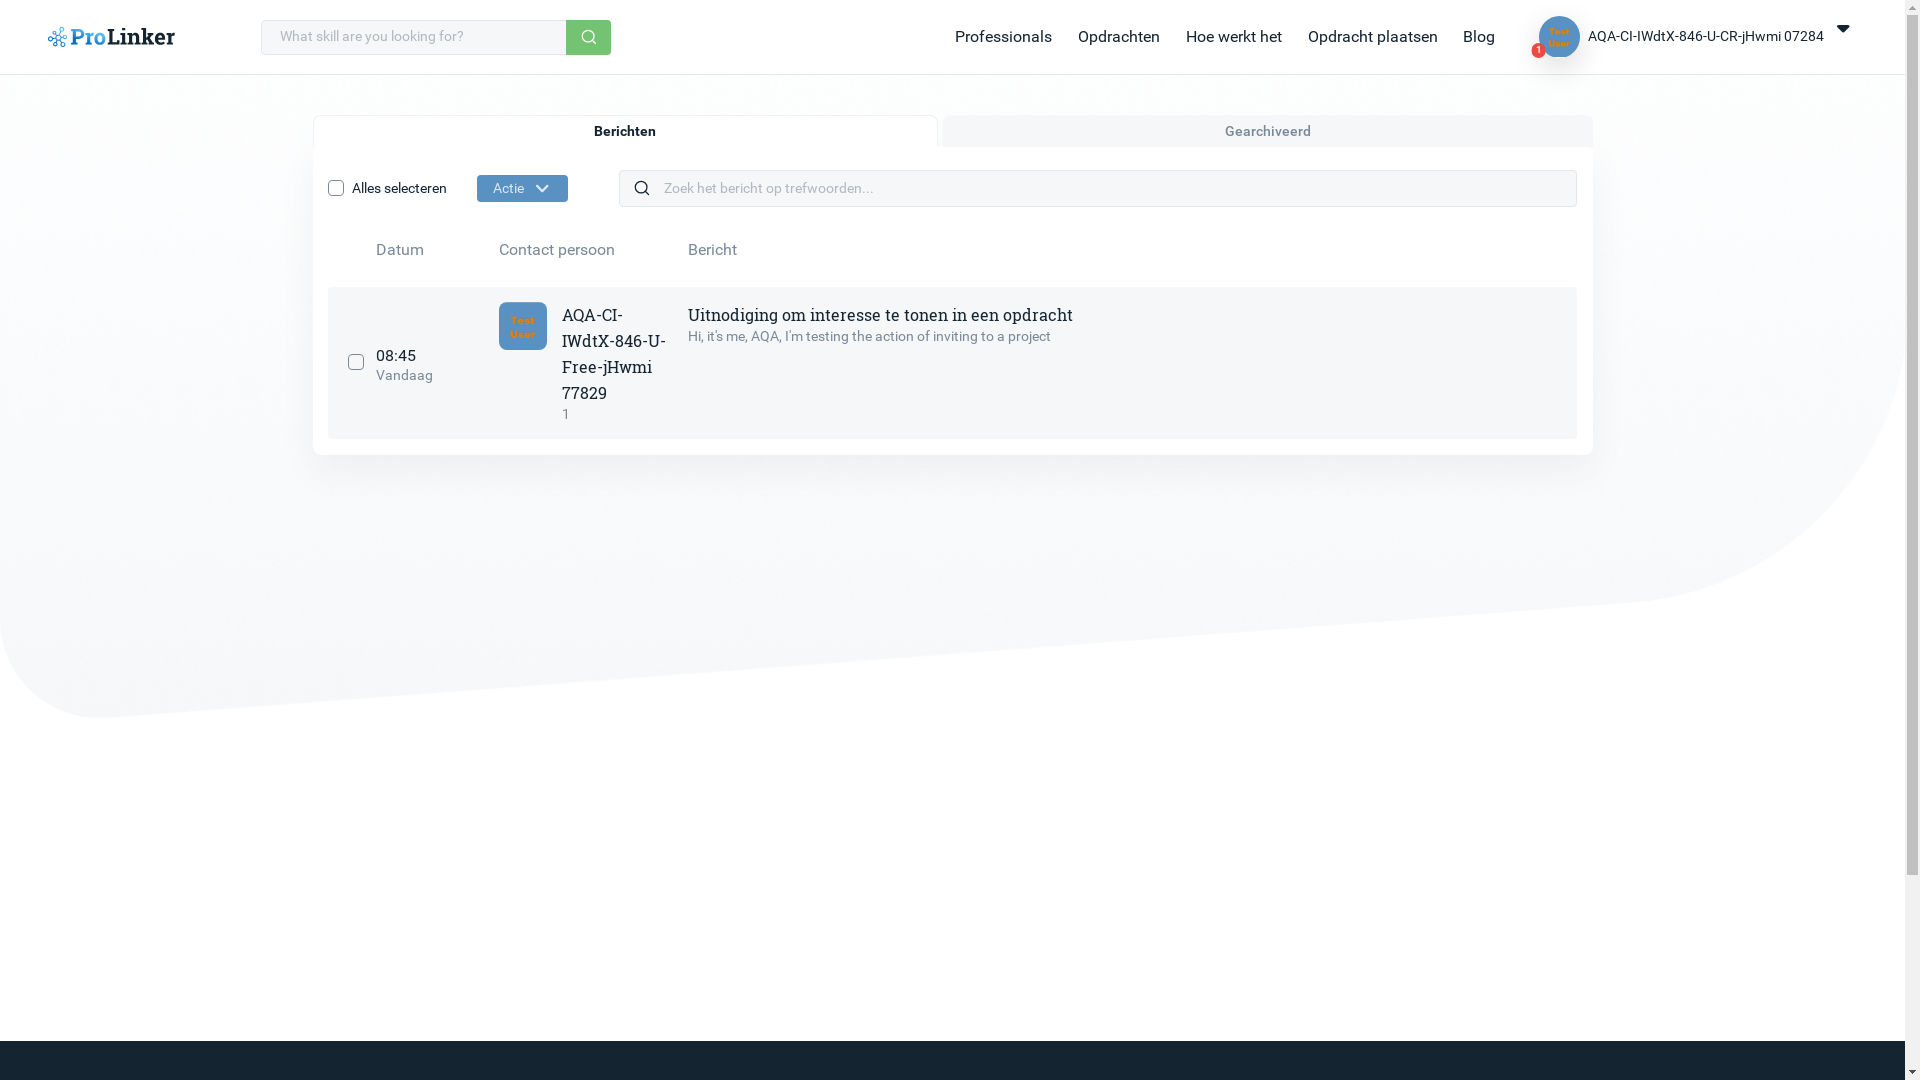 ProLinker
What skill are you looking for?
Professionals
Opdrachten
Hoe werkt het
Opdracht plaatsen
Blog
Test
User
1
AQA-CI-IWdtX-846-U-CR-jHwmi 07284
Berichten
Gearchiveerd
Alles selecteren
Actie
Zoek het bericht op trefwoorden...
Datum
Contact persoon
Bericht
08:45
Vandaag
Test
User
AQA-CI-
IWdtX-846-U-
Free-jHwmi
77829
1
Uitnodiging om interesse te tonen in een opdracht
Hi, it's me, AQA, I'm testing the action of inviting to a project